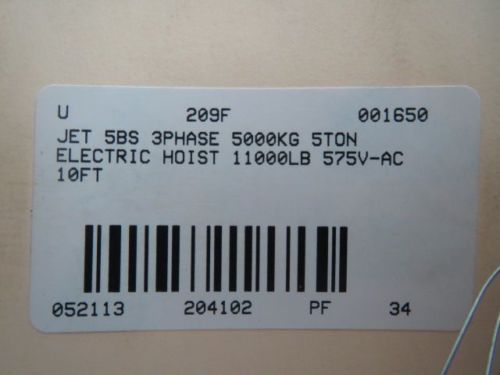 U 209F 001650
JET 5BS 3PHASE 5000KG 5TON
ELECTRIC HOIST 11000LB 575V-AC
10FT
052113 204102 PF 34